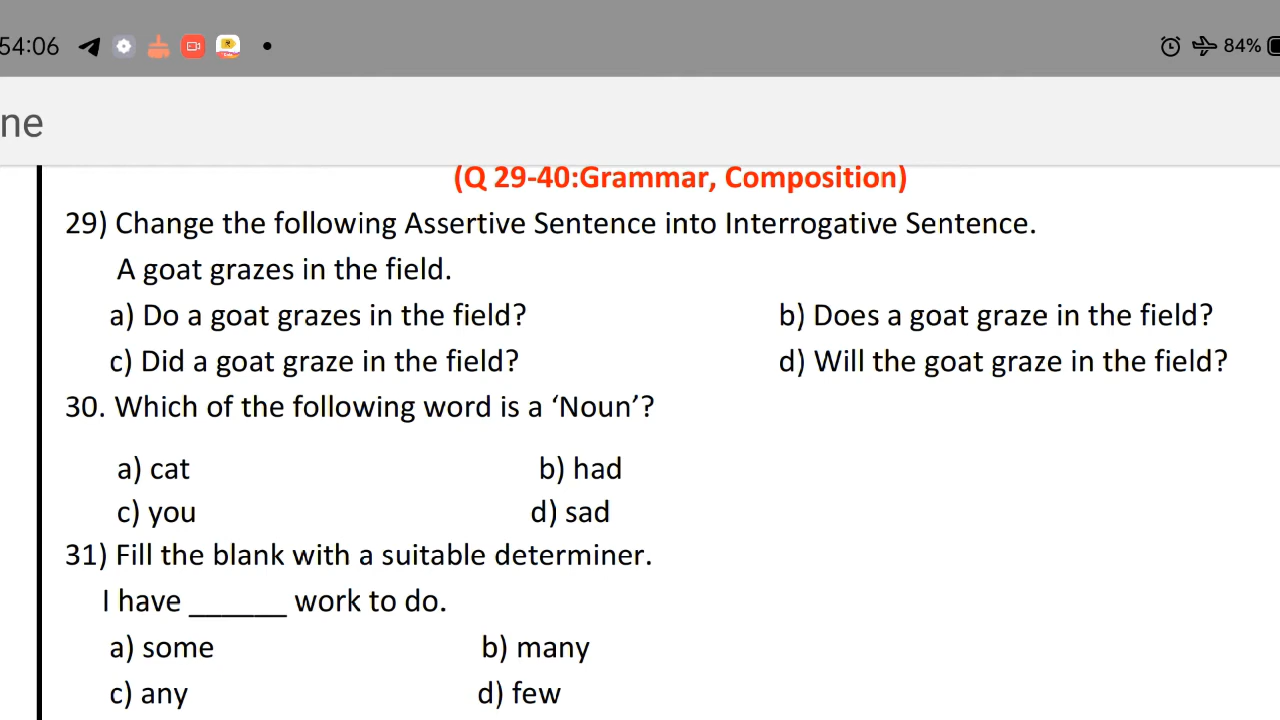 54:06 84%
ne
(Q 29-40:Grammar, Composition)
29) Change the following Assertive Sentence into Interrogative Sentence.
A goat grazes in the field.
a) Do a goat grazes in the field? b) Does a goat graze in the field?
c) Did a goat graze in the field? d) Will the goat graze in the field?
30. Which of the following word is a ‘Noun’?
a) cat b) had
c) you d) sad
31) Fill the blank with a suitable determiner.
I have ______ work to do.
a) some b) many
c) any d) few